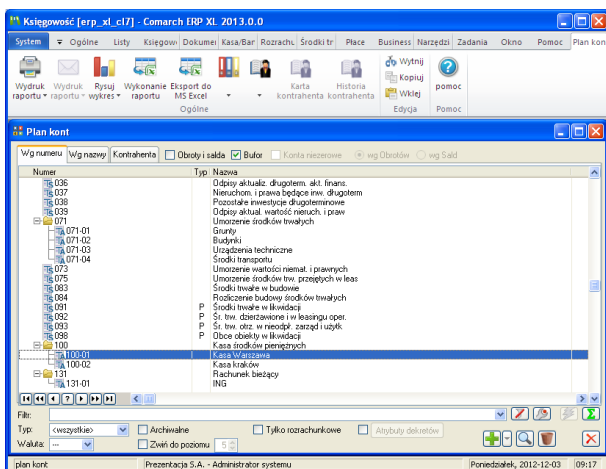 Księgowość [erp_xl_cl7] - Comarch ERP XL 2013.0.0
System Ogólne Listy Księgow Dokumer Kasa/Bar Rozrachu Środki tr Płace Business Narzędzi Zadania Okno Pomoc Plan kon
Wydruk raportu Wydruk raportu Rysuj wykres Wykonanie raportu Eksport do MS Excel Karta kontrahenta Historia kontrahenta Wytnij Kopiuj Wklej pomoc
Ogólne Edycja Pomoc
Plan kont
Wg numeru Wg nazwy Kontrahenta Obroty i salda Bufor Konta niezerowe wg Obrotów wg Sald
Numer Typ Nazwa
036 Odpisy aktualiz. długoterm. akt. finans.
037 Nieruchom. i prawa będące inw. długoterm
038 Pozostałe inwestycje długoterminowe
039 Odpisy aktual. wartość nieruch. i praw
071 Umorzenie środków trwałych
071-01 Grunty
071-02 Budynki
071-03 Urządzenia techniczne
071-04 Środki transportu
073 Umorzenie wartości niemat. i prawnych
075 Umorzenie środków trw. przejętych w leas
083 Środki trwałe w budowie
084 Rozliczenie budowy środków trwałych
091 P Środki trwałe w likwidacji
092 P Śr. trw. dzierżawione i w leasingu oper.
093 P Śr. trw. otrz. w nieodpł. zarząd i użytk
098 P Obce obiekty w likwidacji
100 Kasa środków pieniężnych
100-01 Kasa Warszawa
100-02 Kasa kraków
131 Rachunek bieżący
131-01 ING
Filtr:
Typ: <wszystkie> Archiwalne Tylko rozrachunkowe Atrybuty dekretów
Waluta: --- Zwiń do poziomu 5
plan kont Prezentacja S.A. - Administrator systemu Poniedziałek, 2012-12-03 09:17